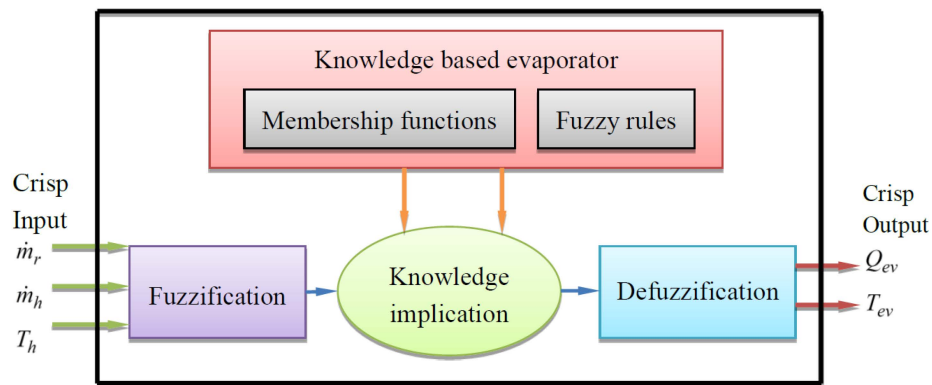 Knowledge based evaporator
Membership functions
Fuzzy rules
Crisp
Input
ṁr
ṁh
Th
Fuzzification
Knowledge
implication
Defuzzification
Crisp
Output
Qev
Tev